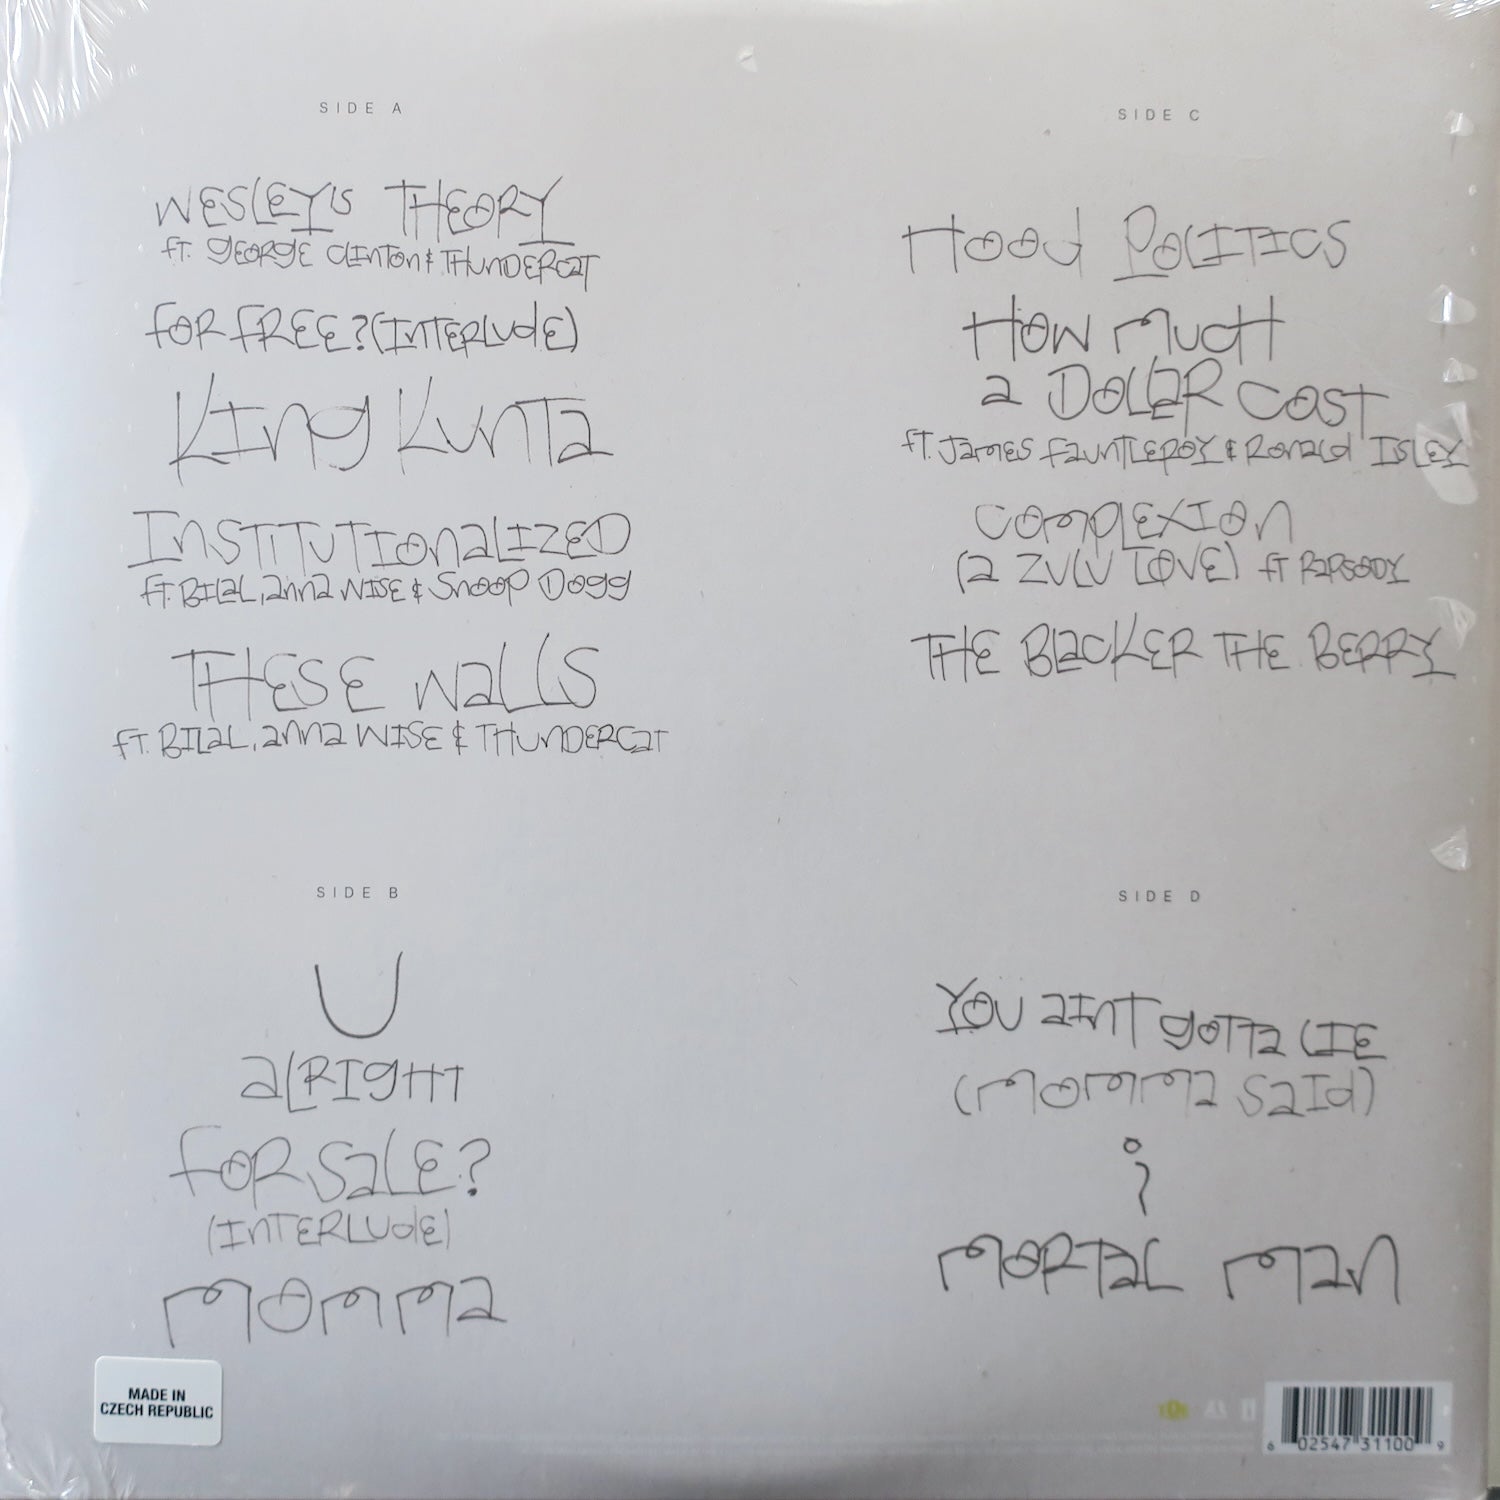 SIDE A
WESLEY'S THEORY
ft. GEORGE CLINTON & THUNDERCAT
FOR FREE? (INTERLUDE)
KING KUNTA
INSTITUTIONALIZED
ft. BILAL, ANNA WISE & SNOOP DOGG
THESE WALLS
ft. BILAL, ANNA WISE & THUNDERCAT
SIDE B
U
ALRIGHT
FOR SALE?
(INTERLUDE)
MOMMA
SIDE C
HOOD POLITICS
HOW MUCH
A DOLLAR COST
ft. JAMES FAUNTLEROY & RONALD ISLEY
COMPLEXION
(A ZULU LOVE) ft RAPSODY
THE BLACKER THE BERRY
SIDE D
YOU AINT GOTTA LIE
(MOMMA SAID)
i
MORTAL MAN
MADE IN
CZECH REPUBLIC
6 02547 31100 9